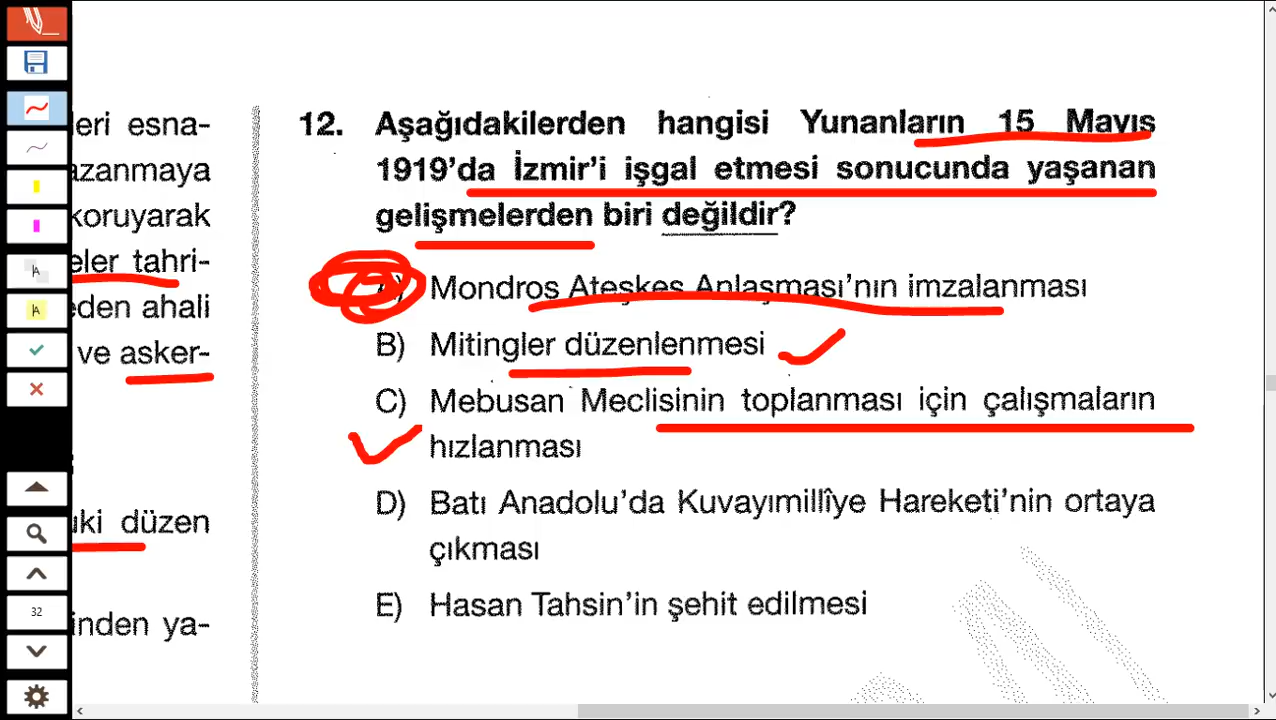 leri esna-
azanmaya
koruyarak
eler tahri-
eden ahali
ve asker-
uki düzen
inden ya-
12. Aşağıdakilerden hangisi Yunanların 15 Mayıs
1919'da İzmir'i işgal etmesi sonucunda yaşanan
gelişmelerden biri değildir?
A) Mondros Ateşkes Anlaşması'nın imzalanması
B) Mitingler düzenlenmesi
C) Mebusan Meclisinin toplanması için çalışmaların
hızlanması
D) Batı Anadolu'da Kuvayımillîye Hareketi'nin ortaya
çıkması
E) Hasan Tahsin'in şehit edilmesi
32